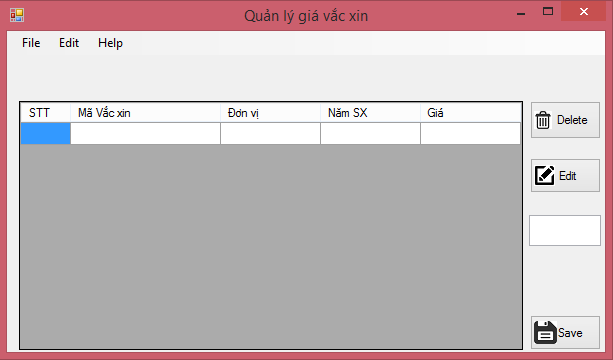 Quản lý giá vắc xin
File Edit Help
STT Mã Vắc xin Đơn vị Năm SX Giá
Delete
Edit
Save